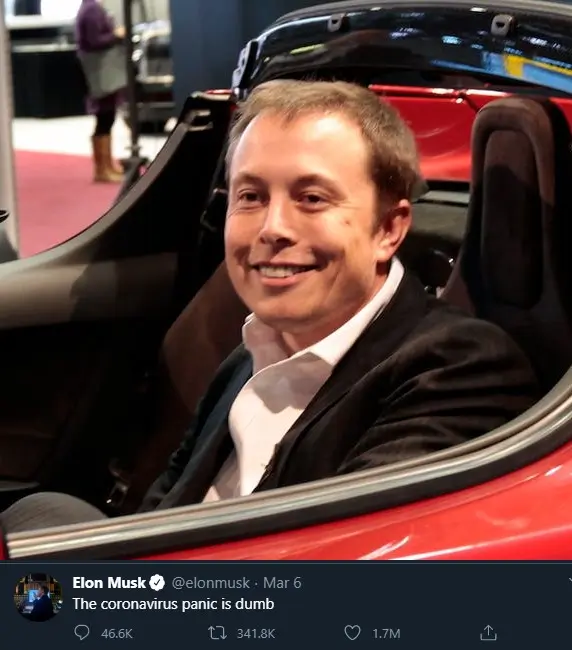 Elon Musk @elonmusk · Mar 6
The coronavirus panic is dumb
46.6K 341.8K 1.7M